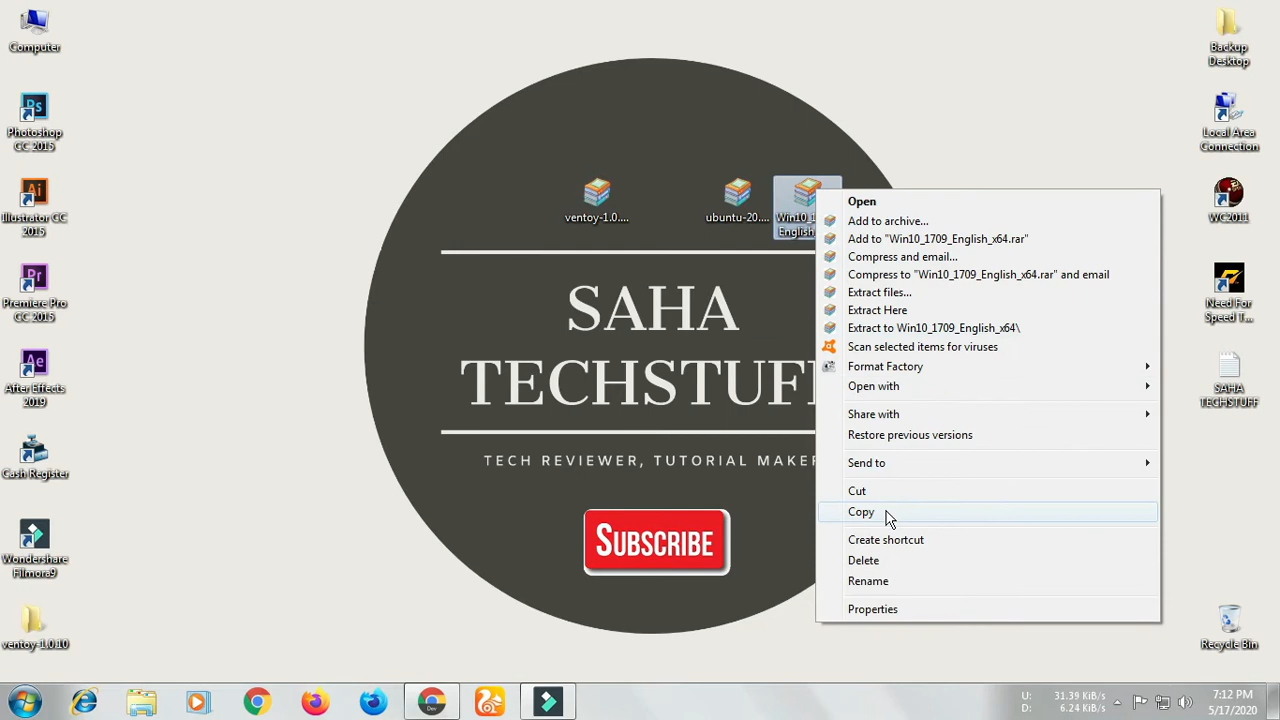 Computer
Photoshop
CC 2015
Illustrator CC
2015
Premiere Pro
CC 2015
After Effects
2019
Cash Register
Wondershare
Filmora9
ventoy-1.0.10
ventoy-1.0....
ubuntu-20....
Win10_1...
English...
SAHA
TECHSTUFF
TECH REVIEWER, TUTORIAL MAKER
SUBSCRIBE
Open
Add to archive...
Add to "Win10_1709_English_x64.rar"
Compress and email...
Compress to "Win10_1709_English_x64.rar" and email
Extract files...
Extract Here
Extract to Win10_1709_English_x64\
Scan selected items for viruses
Format Factory
Open with
Share with
Restore previous versions
Send to
Cut
Copy
Create shortcut
Delete
Rename
Properties
Backup
Desktop
Local Area
Connection
WC2011
Need For
Speed T...
SAHA
TECHSTUFF
Recycle Bin
U: 31.39 KiB/s
D: 6.24 KiB/s
7:12 PM
5/17/2020